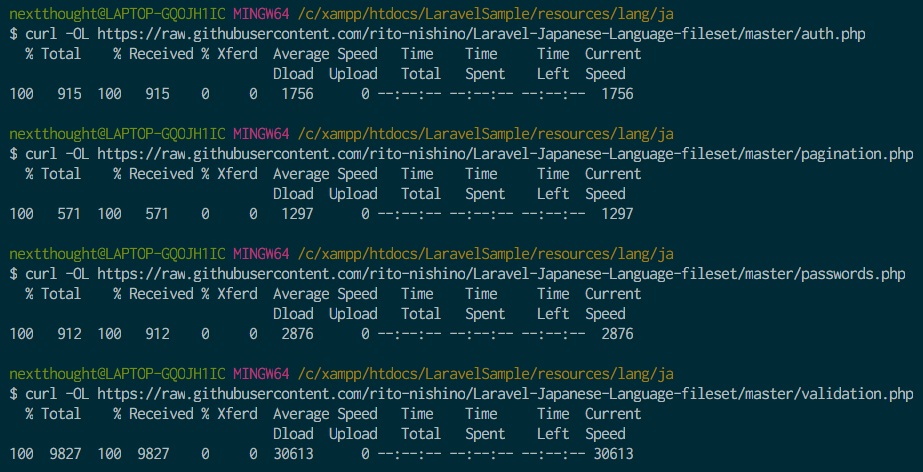 nextthought@LAPTOP-GQOJH1IC MINGW64 /c/xampp/htdocs/LaravelSample/resources/lang/ja
$ curl -OL https://raw.githubusercontent.com/rito-nishino/Laravel-Japanese-Language-fileset/master/auth.php
  % Total    % Received % Xferd  Average Speed   Time    Time     Time  Current
                                 Dload  Upload   Total   Spent    Left  Speed
100   915  100   915    0     0   1756      0 --:--:-- --:--:-- --:--:--  1756
nextthought@LAPTOP-GQOJH1IC MINGW64 /c/xampp/htdocs/LaravelSample/resources/lang/ja
$ curl -OL https://raw.githubusercontent.com/rito-nishino/Laravel-Japanese-Language-fileset/master/pagination.php
  % Total    % Received % Xferd  Average Speed   Time    Time     Time  Current
                                 Dload  Upload   Total   Spent    Left  Speed
100   571  100   571    0     0   1297      0 --:--:-- --:--:-- --:--:--  1297
nextthought@LAPTOP-GQOJH1IC MINGW64 /c/xampp/htdocs/LaravelSample/resources/lang/ja
$ curl -OL https://raw.githubusercontent.com/rito-nishino/Laravel-Japanese-Language-fileset/master/passwords.php
  % Total    % Received % Xferd  Average Speed   Time    Time     Time  Current
                                 Dload  Upload   Total   Spent    Left  Speed
100   912  100   912    0     0   2876      0 --:--:-- --:--:-- --:--:--  2876
nextthought@LAPTOP-GQOJH1IC MINGW64 /c/xampp/htdocs/LaravelSample/resources/lang/ja
$ curl -OL https://raw.githubusercontent.com/rito-nishino/Laravel-Japanese-Language-fileset/master/validation.php
  % Total    % Received % Xferd  Average Speed   Time    Time     Time  Current
                                 Dload  Upload   Total   Spent    Left  Speed
100  9827  100  9827    0     0  30613      0 --:--:-- --:--:-- --:--:-- 30613